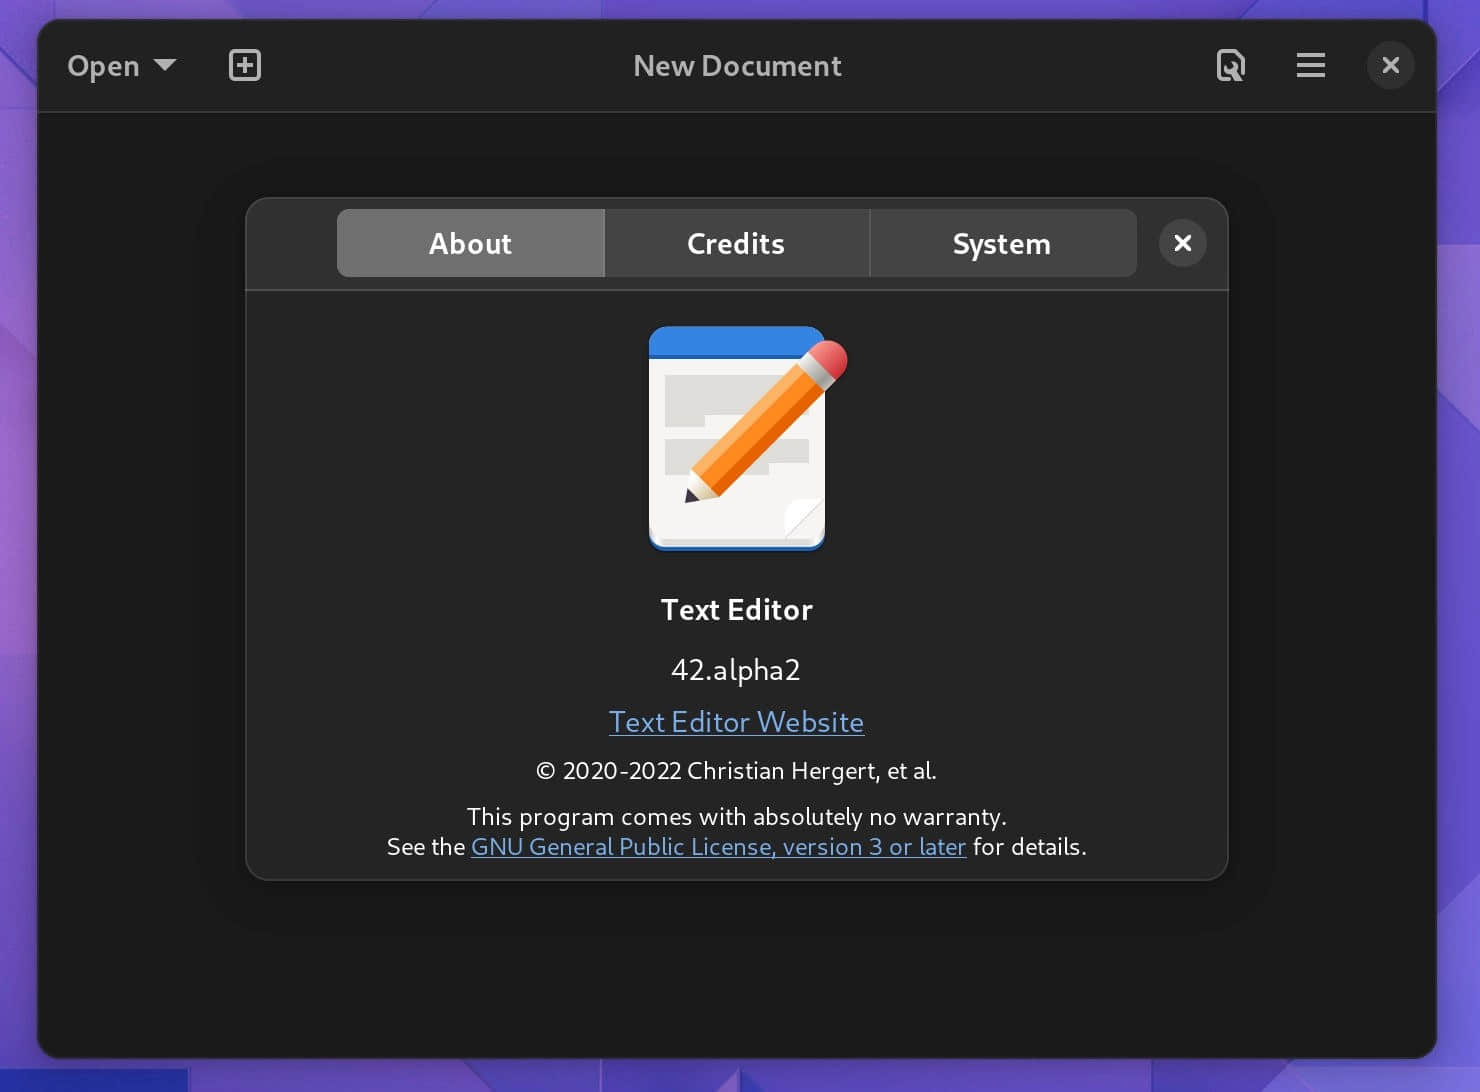 Open
New Document
About
Credits
System
Text Editor
42.alpha2
Text Editor Website
© 2020-2022 Christian Hergert, et al.
This program comes with absolutely no warranty.
See the GNU General Public License, version 3 or later for details.